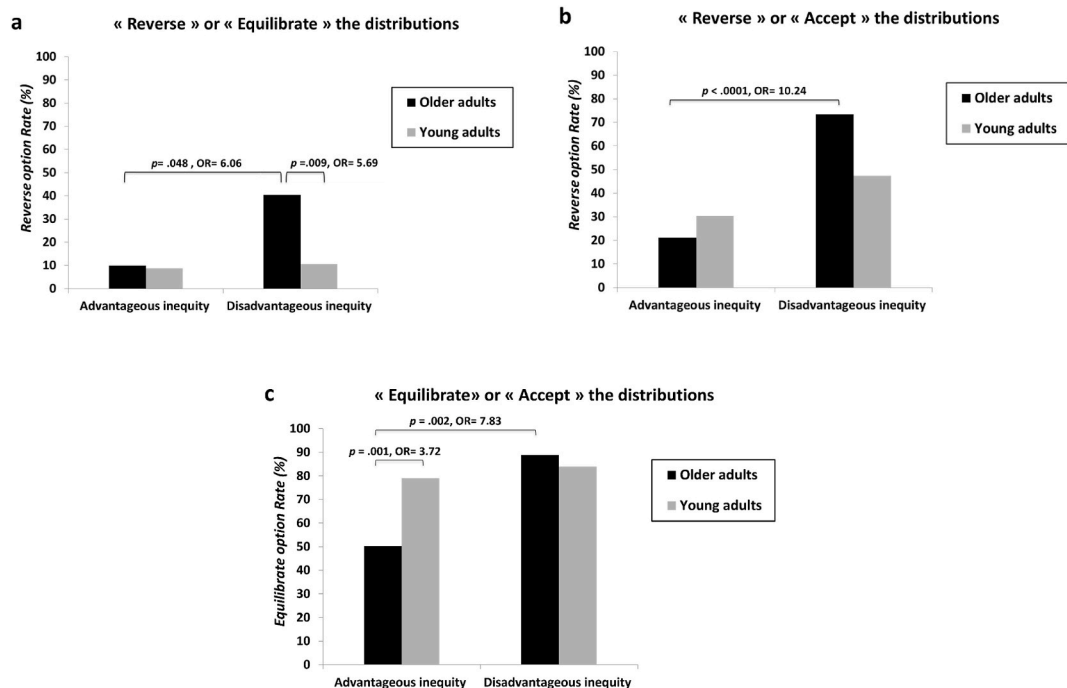 a
« Reverse » or « Equilibrate » the distributions
Reverse option Rate (%)
100
90
80
70
60
50
40
30
20
10
0
Older adults
Young adults
p= .048 , OR= 6.06
p =.009, OR= 5.69
Advantageous inequity
Disadvantageous inequity
b
« Reverse » or « Accept » the distributions
Reverse option Rate (%)
100
90
80
70
60
50
40
30
20
10
0
p < .0001, OR= 10.24
Older adults
Young adults
Advantageous inequity
Disadvantageous inequity
c
« Equilibrate» or « Accept » the distributions
Equilibrate option Rate (%)
100
90
80
70
60
50
40
30
20
10
0
p = .002, OR= 7.83
p = .001, OR= 3.72
Older adults
Young adults
Advantageous inequity
Disadvantageous inequity